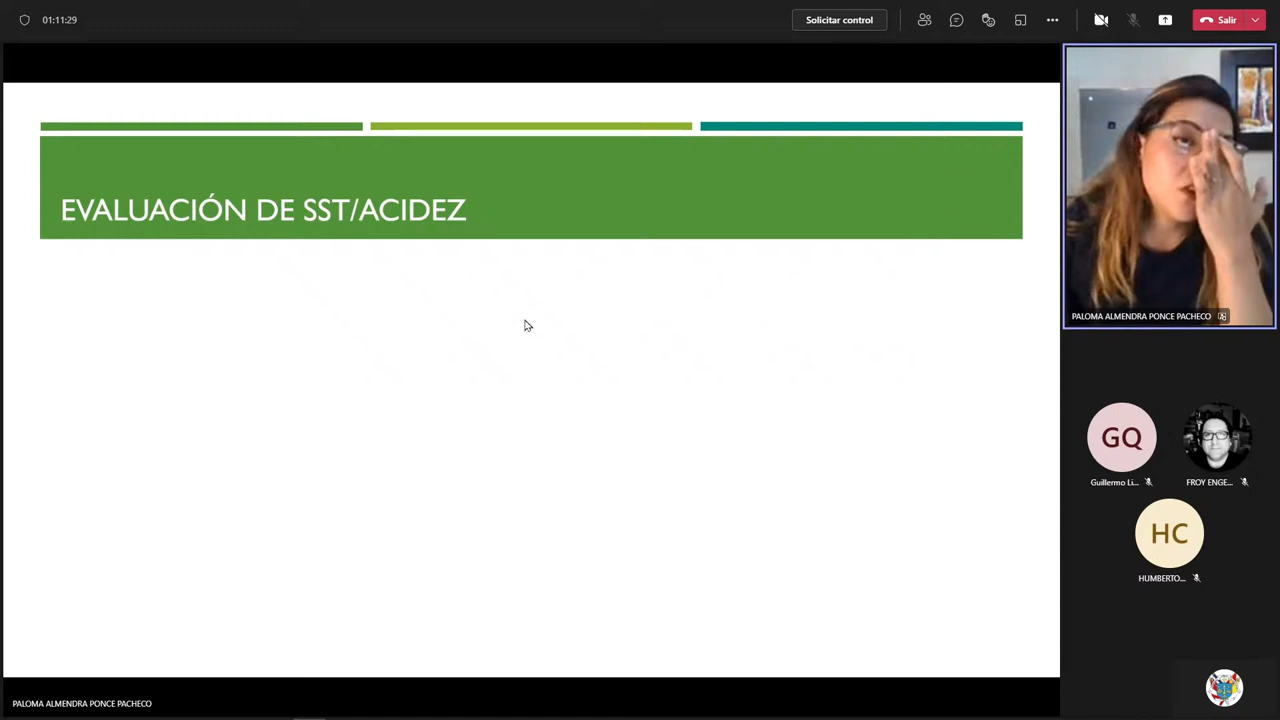 01:11:29
Solicitar control
Salir
EVALUACIÓN DE SST/ACIDEZ
PALOMA ALMENDRA PONCE PACHECO
GQ
Guillermo Li...
FROY ENGE...
HC
HUMBERTO...
PALOMA ALMENDRA PONCE PACHECO